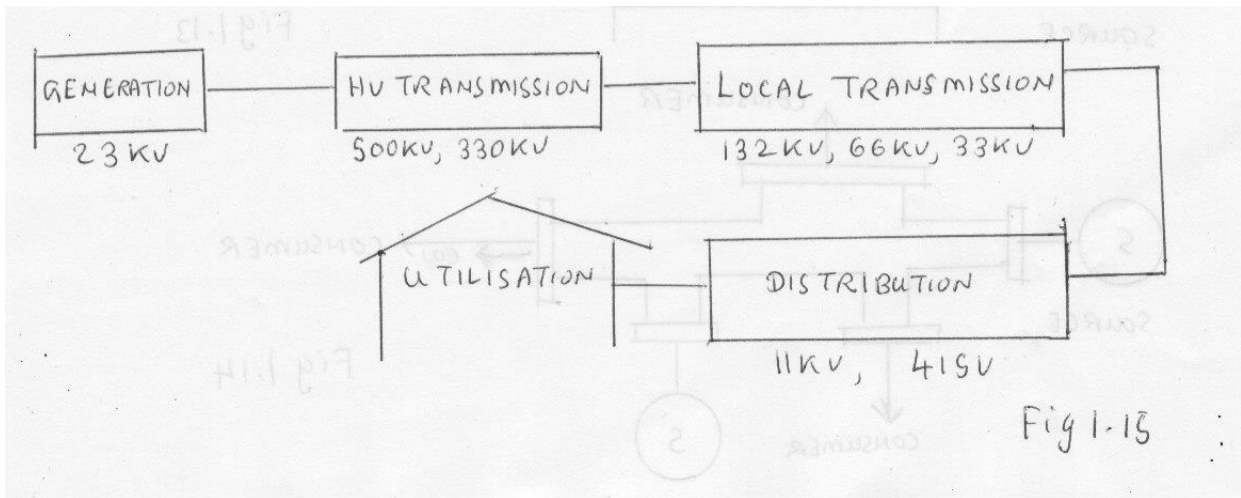 GENERATION
23KV
HV TRANSMISSION
500KV, 330KV
LOCAL TRANSMISSION
132KV, 66KV, 33KV
UTILISATION
DISTRIBUTION
11KV, 415V
Fig 1.15